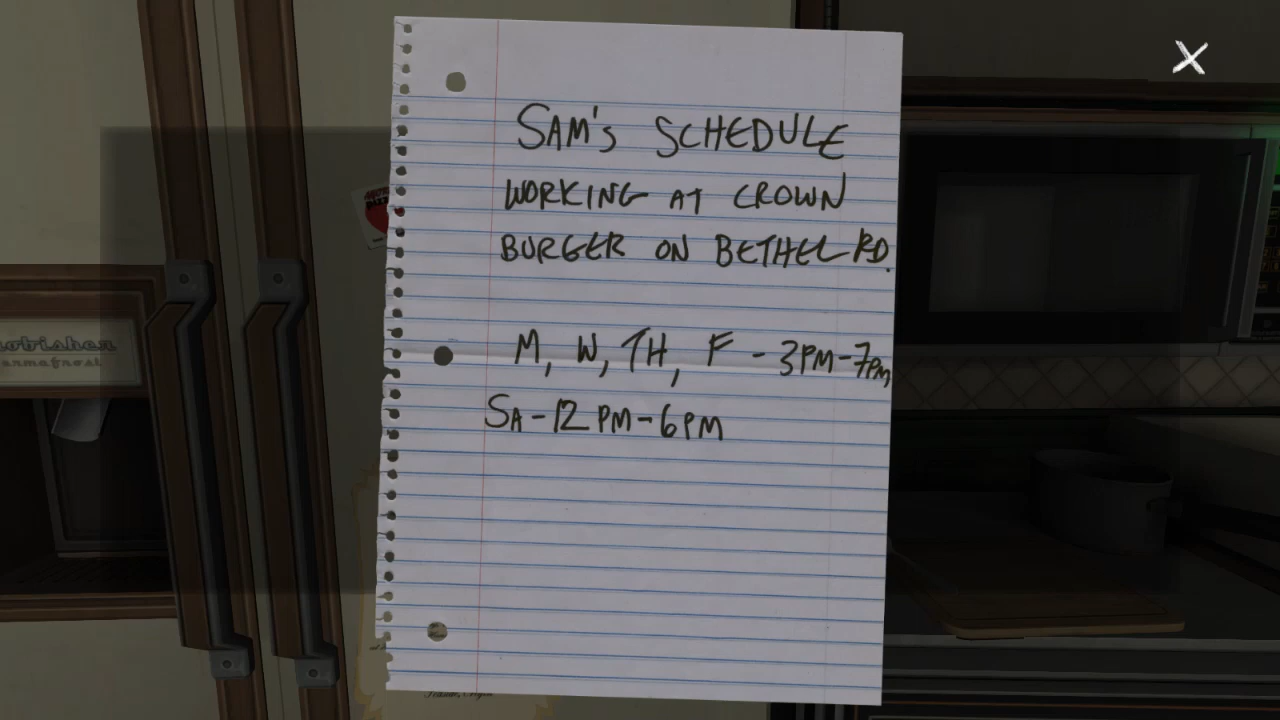 SAM'S SCHEDULE
WORKING AT CROWN
BURGER ON BETHEL RD.
M, W, TH, F - 3PM-7PM,
SA-12 PM-6PM